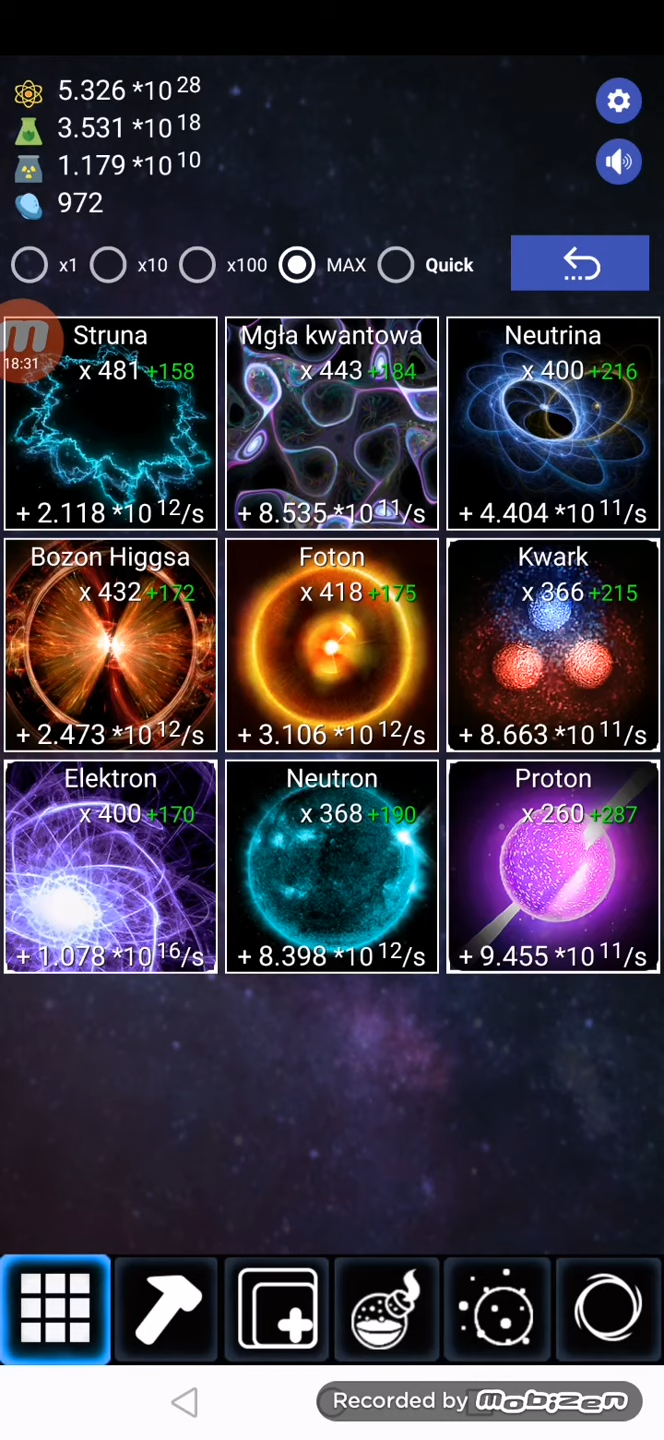 5.326 *10 28
3.531 *10 18
1.179 *10 10
972
x1 x10 x100 MAX Quick
m
18:31
Struna Mgła kwantowa Neutrina
x 481 +158 x 443 +184 x 400 +216
+ 2.118 *10 12/s + 8.535 *10 11/s + 4.404 *10 11/s
Bozon Higgsa Foton Kwark
x 432 +172 x 418 +175 x 366 +215
+ 2.473 *10 12/s + 3.106 *10 12/s + 8.663 *10 11/s
Elektron Neutron Proton
x 400 +170 x 368 +190 x 260 +287
+ 1.078 *10 16/s + 8.398 *10 12/s + 9.455 *10 11/s
Recorded by mobizen